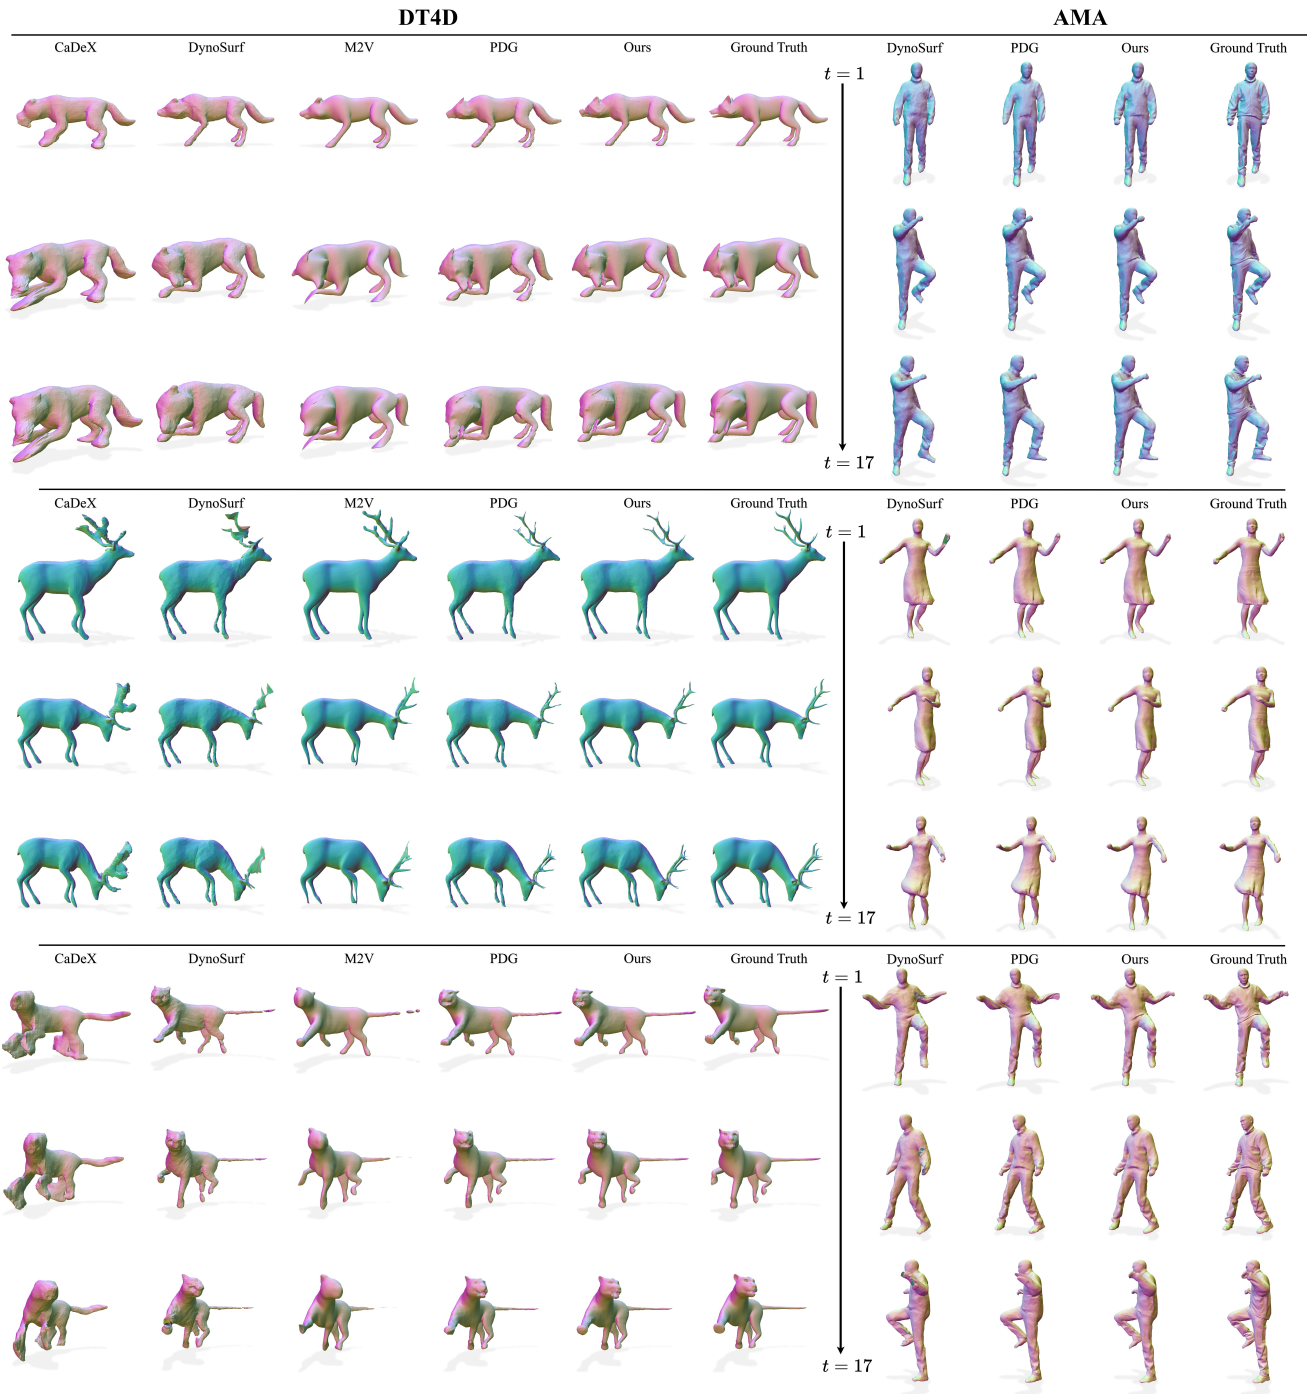 DT4D AMA
CaDeX DynoSurf M2V PDG Ours Ground Truth DynoSurf PDG Ours Ground Truth
t = 1
t = 17
CaDeX DynoSurf M2V PDG Ours Ground Truth DynoSurf PDG Ours Ground Truth
t = 1
t = 17
CaDeX DynoSurf M2V PDG Ours Ground Truth DynoSurf PDG Ours Ground Truth
t = 1
t = 17